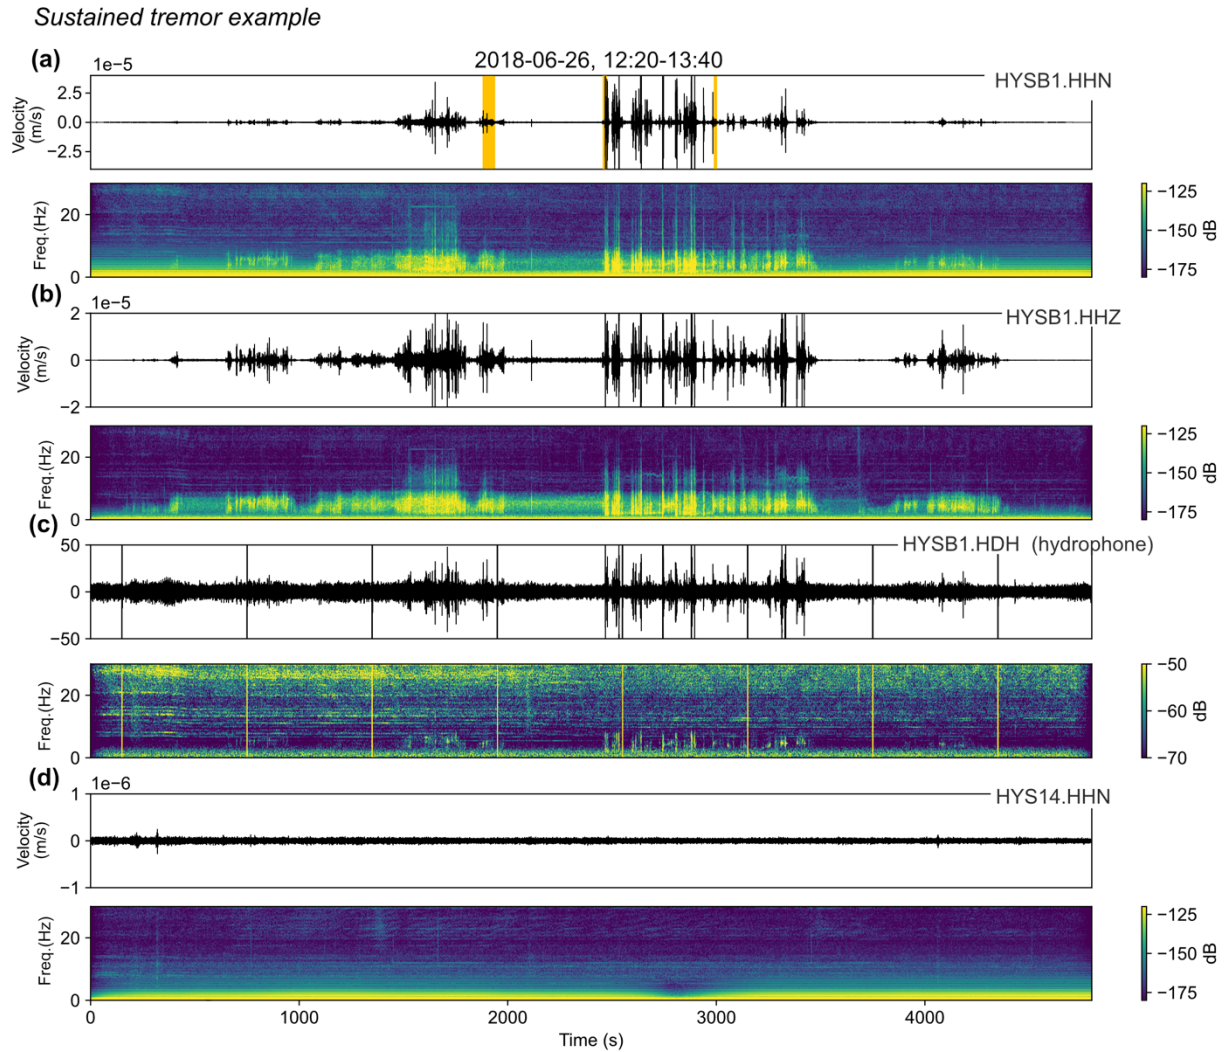 Sustained tremor example
(a)
1e−5
2018-06-26, 12:20-13:40
HYSB1.HHN
Velocity
(m/s)
2.5
0.0
−2.5
Freq.(Hz)
20
0
−125
−150
−175
dB
(b)
1e−5
HYSB1.HHZ
Velocity
(m/s)
2
0
−2
Freq.(Hz)
20
0
−125
−150
−175
dB
(c)
HYSB1.HDH (hydrophone)
50
0
−50
Freq.(Hz)
20
0
−50
−60
−70
dB
(d)
1e−6
HYS14.HHN
Velocity
(m/s)
1
0
−1
Freq.(Hz)
20
0
−125
−150
−175
dB
0 1000 2000 3000 4000
Time (s)